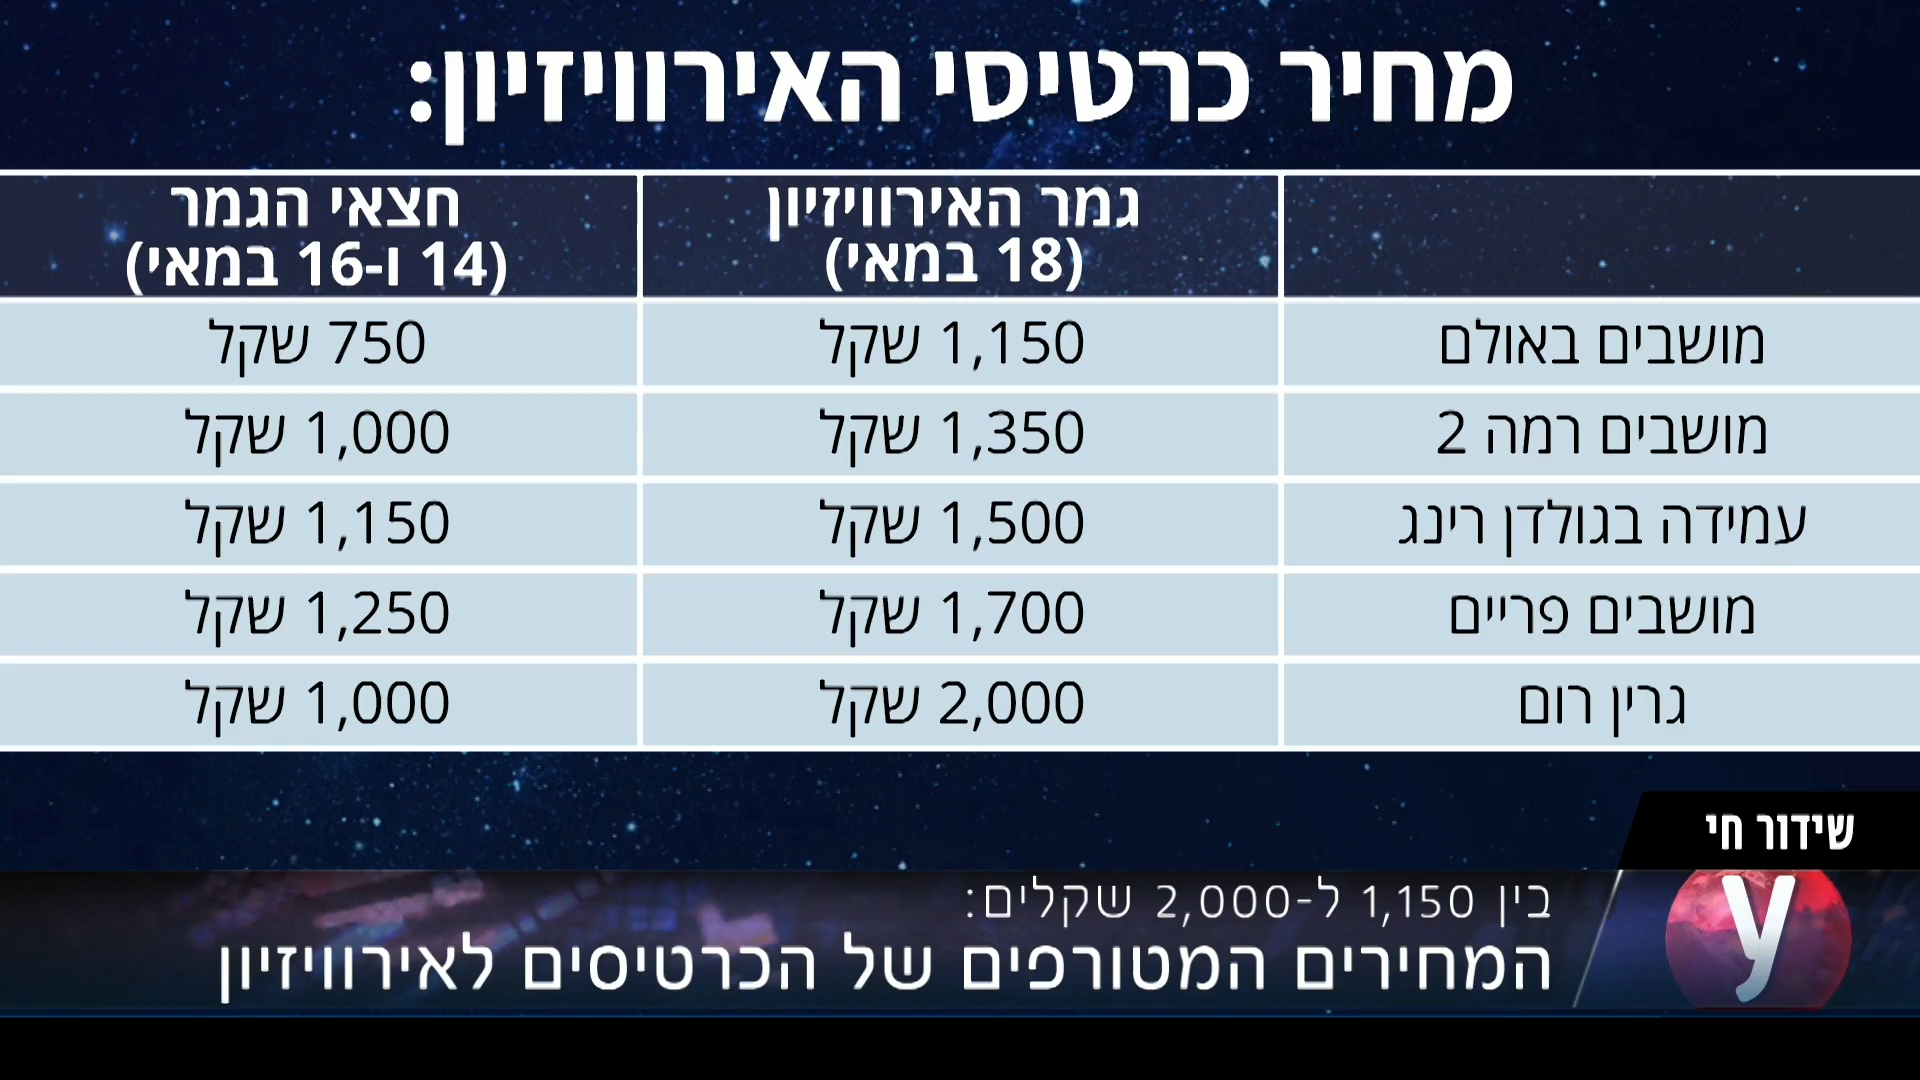 מחיר כרטיסי האירוויזיון:
גמר האירוויזיון
(18 במאי)
חצאי הגמר
(14 ו-16 במאי)
מושבים באולם 1,150 שקל 750 שקל
מושבים רמה 2 1,350 שקל 1,000 שקל
עמידה בגולדן רינג 1,500 שקל 1,150 שקל
מושבים פריים 1,700 שקל 1,250 שקל
גרין רום 2,000 שקל 1,000 שקל
שידור חי
y
בין 1,150 ל-2,000 שקלים:
המחירים המטורפים של הכרטיסים לאירוויזיון